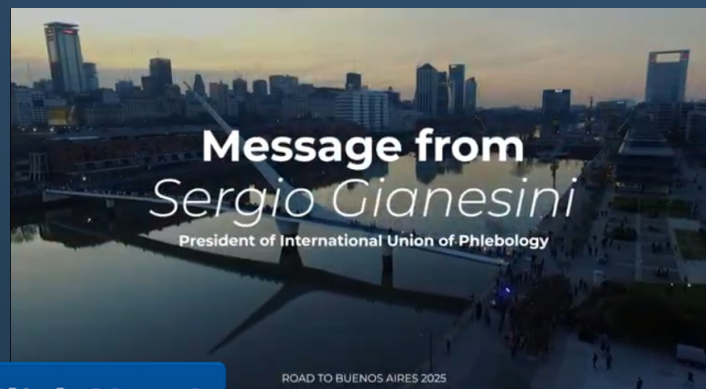 Message from
Sergio Gianesini
President of International Union of Phlebology
ROAD TO BUENOS AIRES 2025